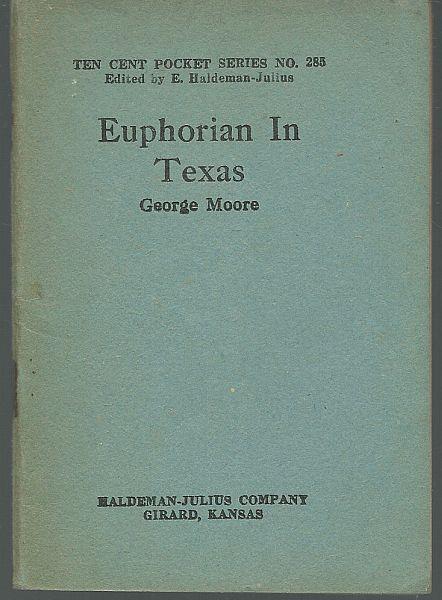 TEN CENT POCKET SERIES NO. 285
Edited by E. Haldeman-Julius
Euphorian In
Texas
George Moore
HALDEMAN-JULIUS COMPANY
GIRARD, KANSAS